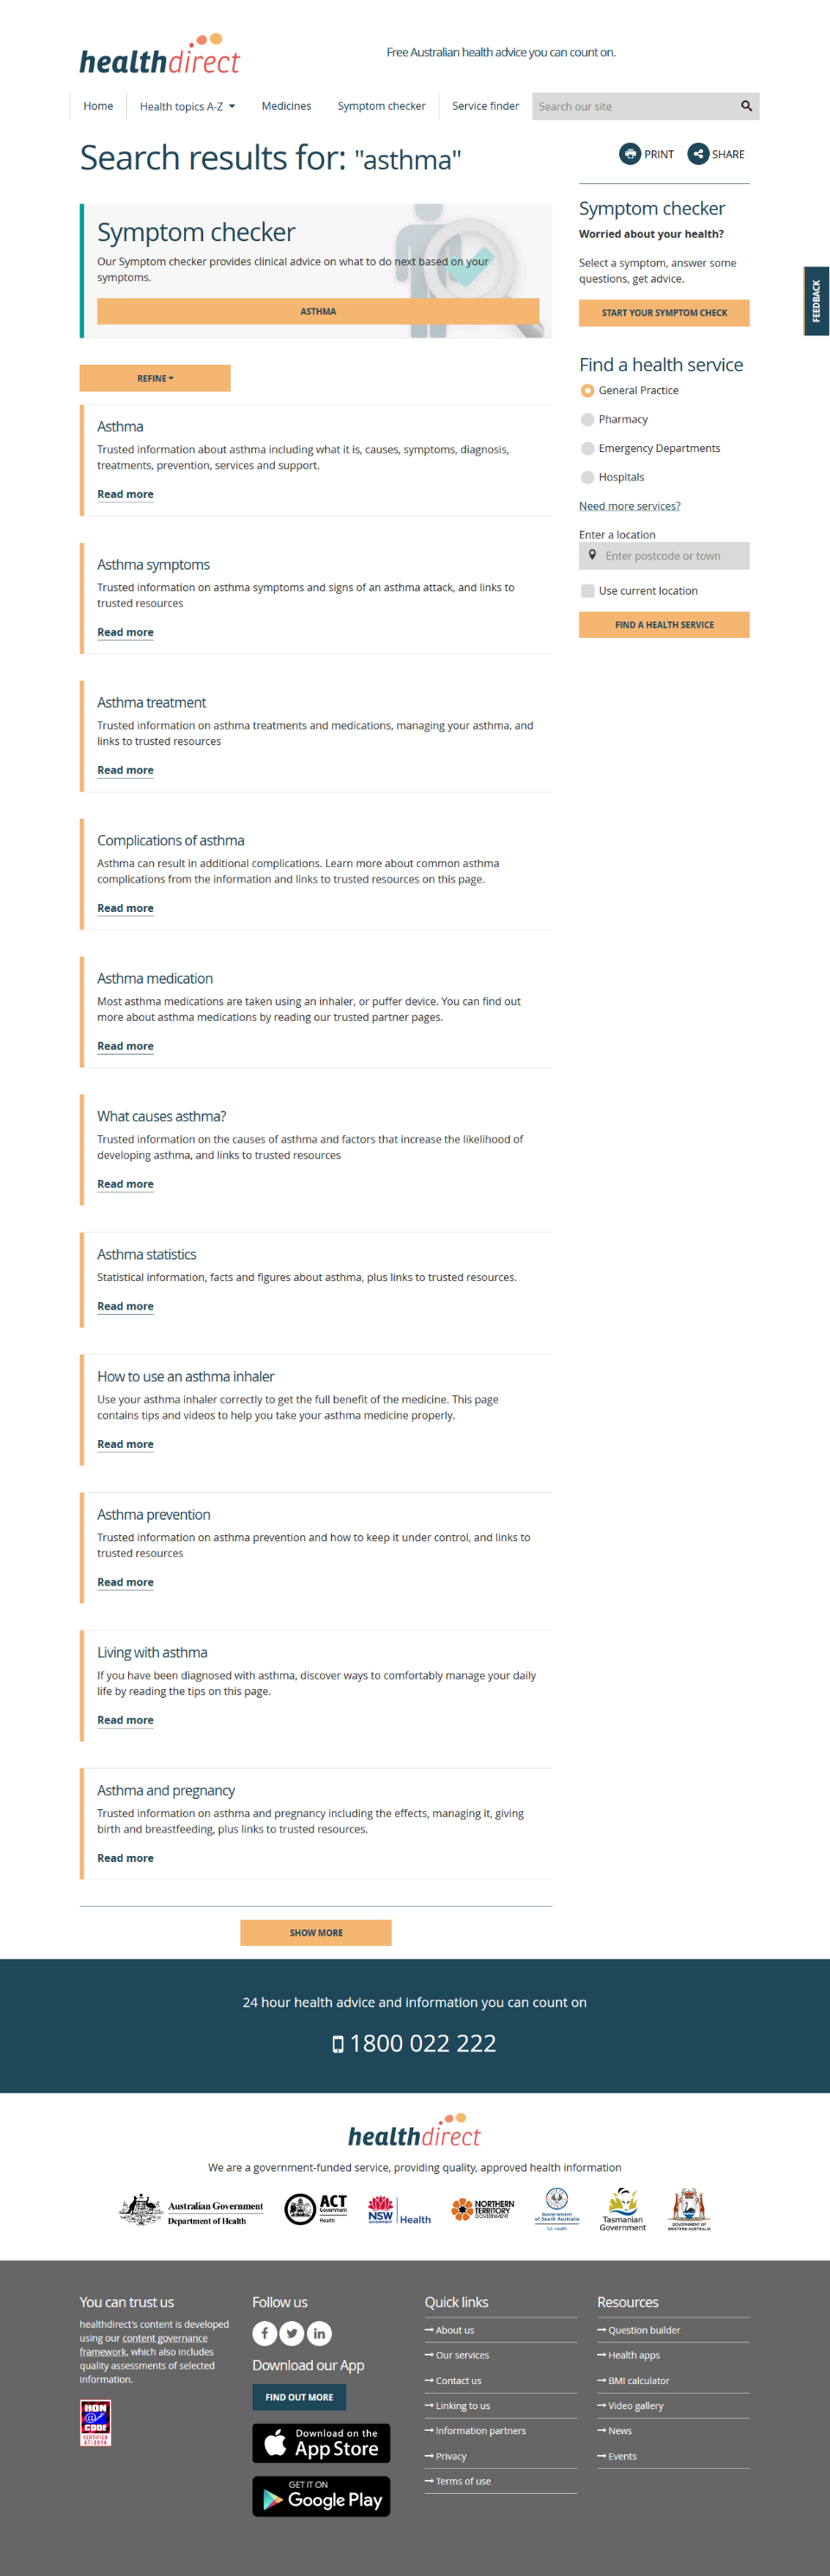 healthdirect
Free Australian health advice you can count on.
Home
Health topics A-Z
Medicines
Symptom checker
Service finder
Search our site
Search results for: "asthma"
PRINT
SHARE
Symptom checker
Our Symptom checker provides clinical advice on what to do next based on your
symptoms.
ASTHMA
REFINE
Asthma
Trusted information about asthma including what it is, causes, symptoms, diagnosis,
treatments, prevention, services and support.
Read more
Asthma symptoms
Trusted information on asthma symptoms and signs of an asthma attack, and links to
trusted resources
Read more
Asthma treatment
Trusted information on asthma treatments and medications, managing your asthma, and
links to trusted resources
Read more
Complications of asthma
Asthma can result in additional complications. Learn more about common asthma
complications from the information and links to trusted resources on this page.
Read more
Asthma medication
Most asthma medications are taken using an inhaler, or puffer device. You can find out
more about asthma medications by reading our trusted partner pages.
Read more
What causes asthma?
Trusted information on the causes of asthma and factors that increase the likelihood of
developing asthma, and links to trusted resources
Read more
Asthma statistics
Statistical information, facts and figures about asthma, plus links to trusted resources.
Read more
How to use an asthma inhaler
Use your asthma inhaler correctly to get the full benefit of the medicine. This page
contains tips and videos to help you take your asthma medicine properly.
Read more
Asthma prevention
Trusted information on asthma prevention and how to keep it under control, and links to
trusted resources
Read more
Living with asthma
If you have been diagnosed with asthma, discover ways to comfortably manage your daily
life by reading the tips on this page.
Read more
Asthma and pregnancy
Trusted information on asthma and pregnancy including the effects, managing it, giving
birth and breastfeeding, plus links to trusted resources.
Read more
SHOW MORE
Symptom checker
Worried about your health?
Select a symptom, answer some
questions, get advice.
START YOUR SYMPTOM CHECK
Find a health service
General Practice
Pharmacy
Emergency Departments
Hospitals
Need more services?
Enter a location
Enter postcode or town
Use current location
FIND A HEALTH SERVICE
FEEDBACK
24 hour health advice and information you can count on
1800 022 222
healthdirect
We are a government-funded service, providing quality, approved health information
Australian Government
Department of Health
ACT
Government
Health
NSW
GOVERNMENT
Health
NORTHERN
TERRITORY
GOVERNMENT
Government
of South Australia
SA Health
Tasmanian
Government
GOVERNMENT OF
WESTERN AUSTRALIA
You can trust us
healthdirect's content is developed
using our content governance
framework, which also includes
quality assessments of selected
information.
HON
@
CODE
CERTIFIED
07/2014
Follow us
Download our App
FIND OUT MORE
Download on the
App Store
GET IT ON
Google Play
Quick links
About us
Our services
Contact us
Linking to us
Information partners
Privacy
Terms of use
Resources
Question builder
Health apps
BMI calculator
Video gallery
News
Events